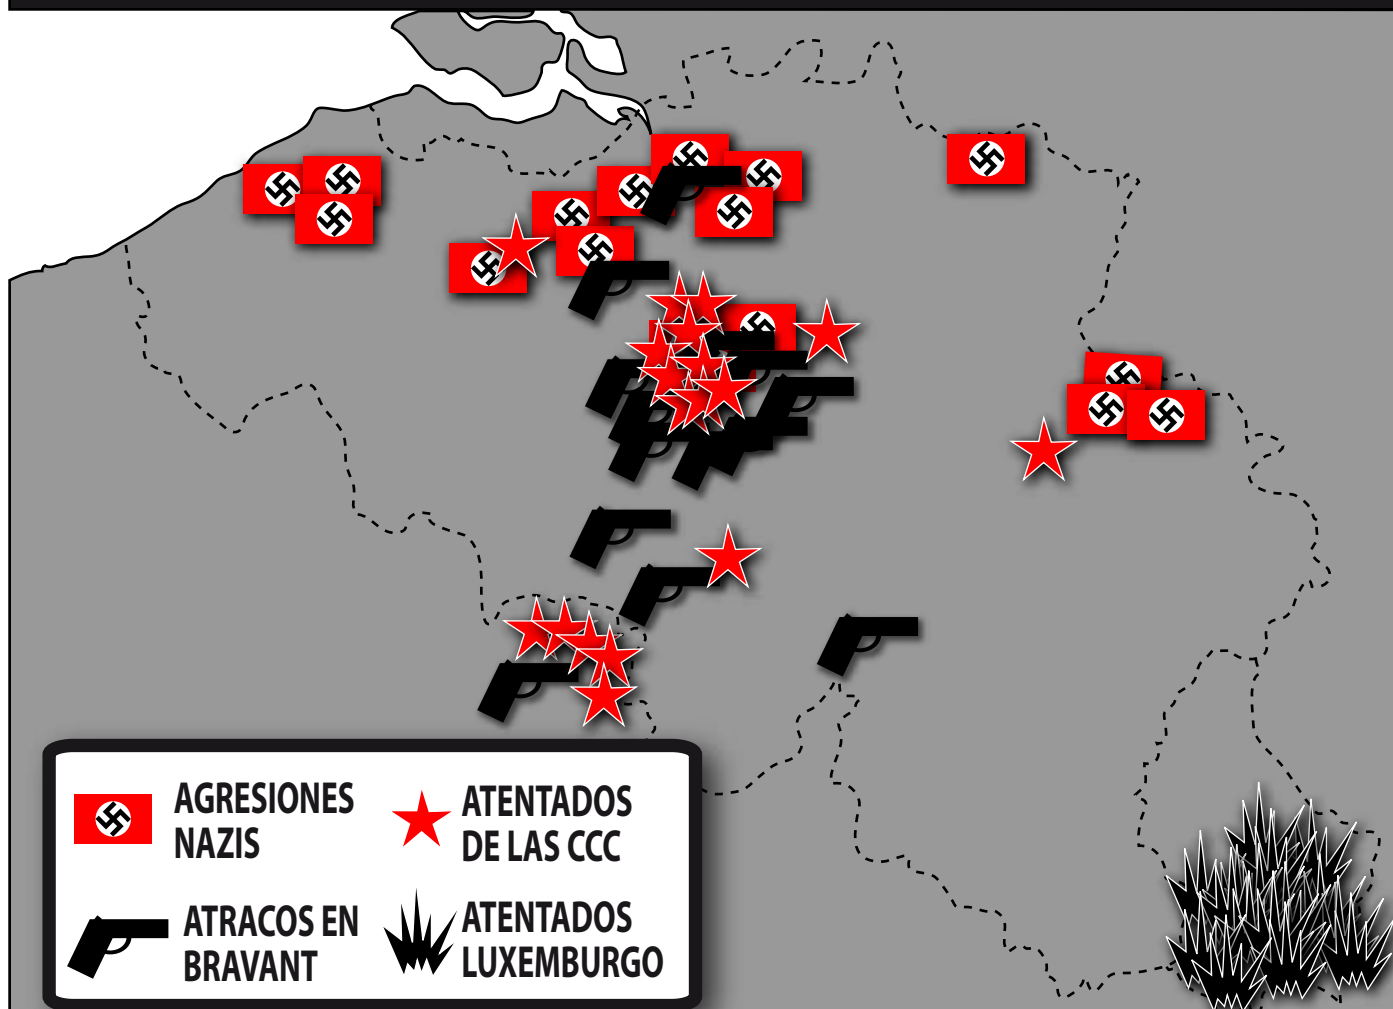 AGRESIONES
NAZIS
ATENTADOS
DE LAS CCC
ATRACOS EN
BRAVANT
ATENTADOS
LUXEMBURGO